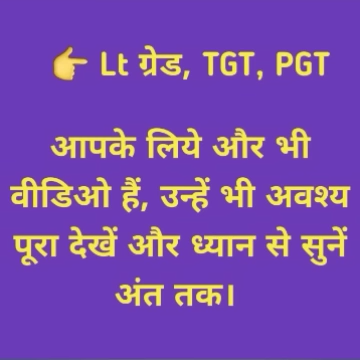 👉 Lt ग्रेड, TGT, PGT
आपके लिये और भी
वीडिओ हैं, उन्हें भी अवश्य
पूरा देखें और ध्यान से सुनें
अंत तक।